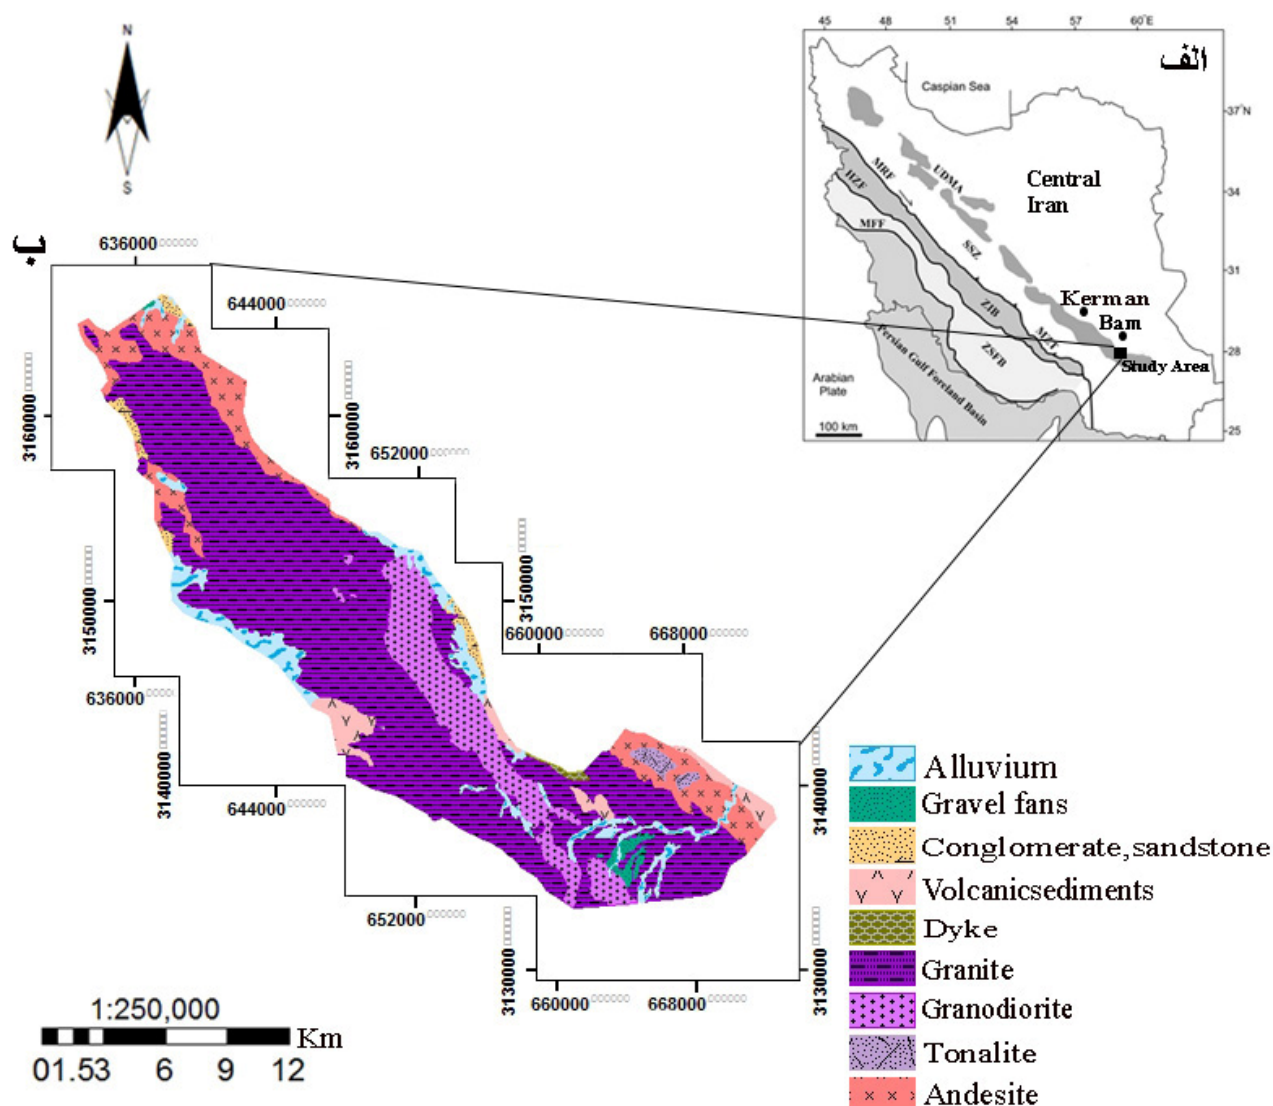 N
S
ب
636000
644000
3160000
3160000
652000
3150000
3150000
660000
668000
636000
3140000
644000
3140000
652000
3130000
660000
668000
3130000
1:250,000
Km
01.53 6 9 12
45 48 51 54 57 60°E
الف
Caspian Sea
37°N
MRF
UDMA
Central
Iran
HZF
34
MFF
SSZ
31
Kerman
ZIB
Bam
MZT
ZSFB
28
Study Area
Persian Gulf Forland Basin
Arabian
Plate
100 km
25
Alluvium
Gravel fans
Conglomerate,sandstone
Volcanicsediments
Dyke
Granite
Granodiorite
Tonalite
Andesite